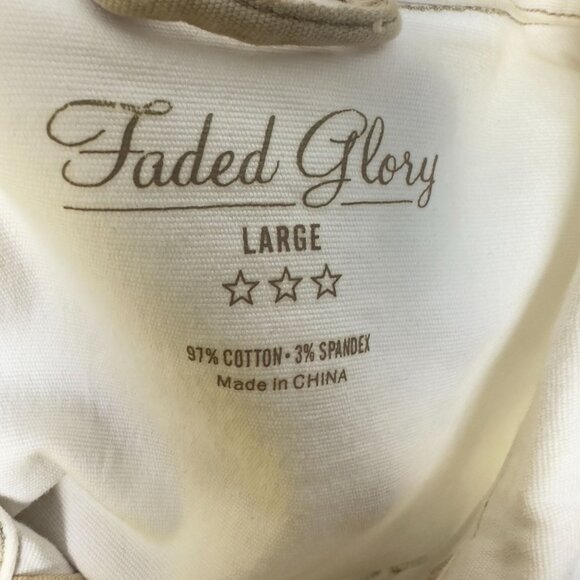 Faded Glory
LARGE
97% COTTON • 3% SPANDEX
Made in CHINA